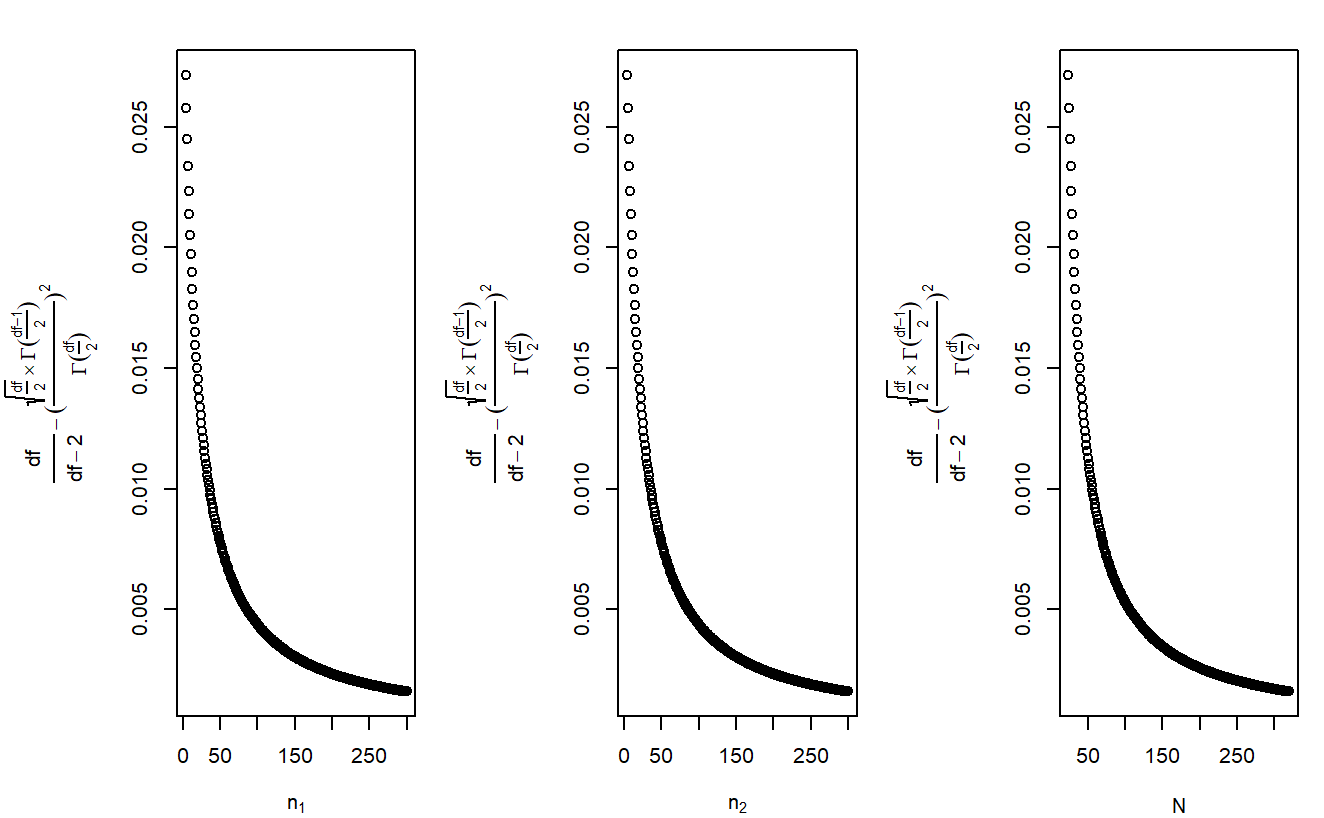 df/(df − 2) − (√(df/2) × Γ((df−1)/2) / Γ(df/2))²
0.005 0.010 0.015 0.020 0.025
0 50 150 250
n₁
df/(df − 2) − (√(df/2) × Γ((df−1)/2) / Γ(df/2))²
0.005 0.010 0.015 0.020 0.025
0 50 150 250
n₂
df/(df − 2) − (√(df/2) × Γ((df−1)/2) / Γ(df/2))²
0.005 0.010 0.015 0.020 0.025
50 150 250
N